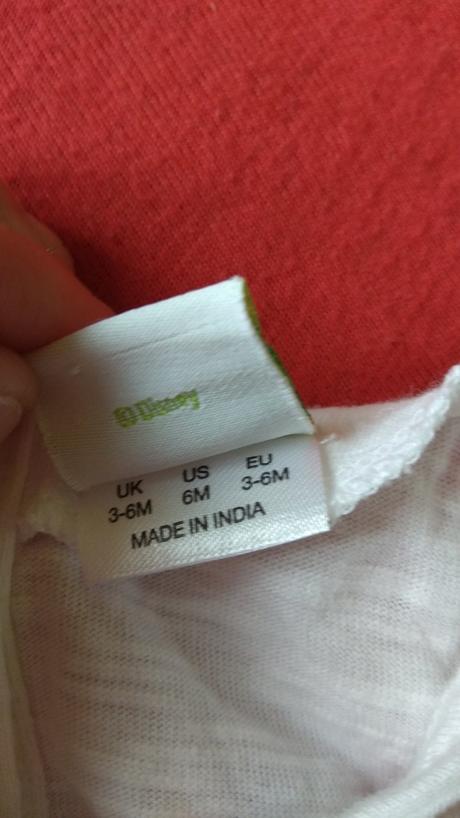 ©Disney
UK US EU
3-6M 6M 3-6M
MADE IN INDIA